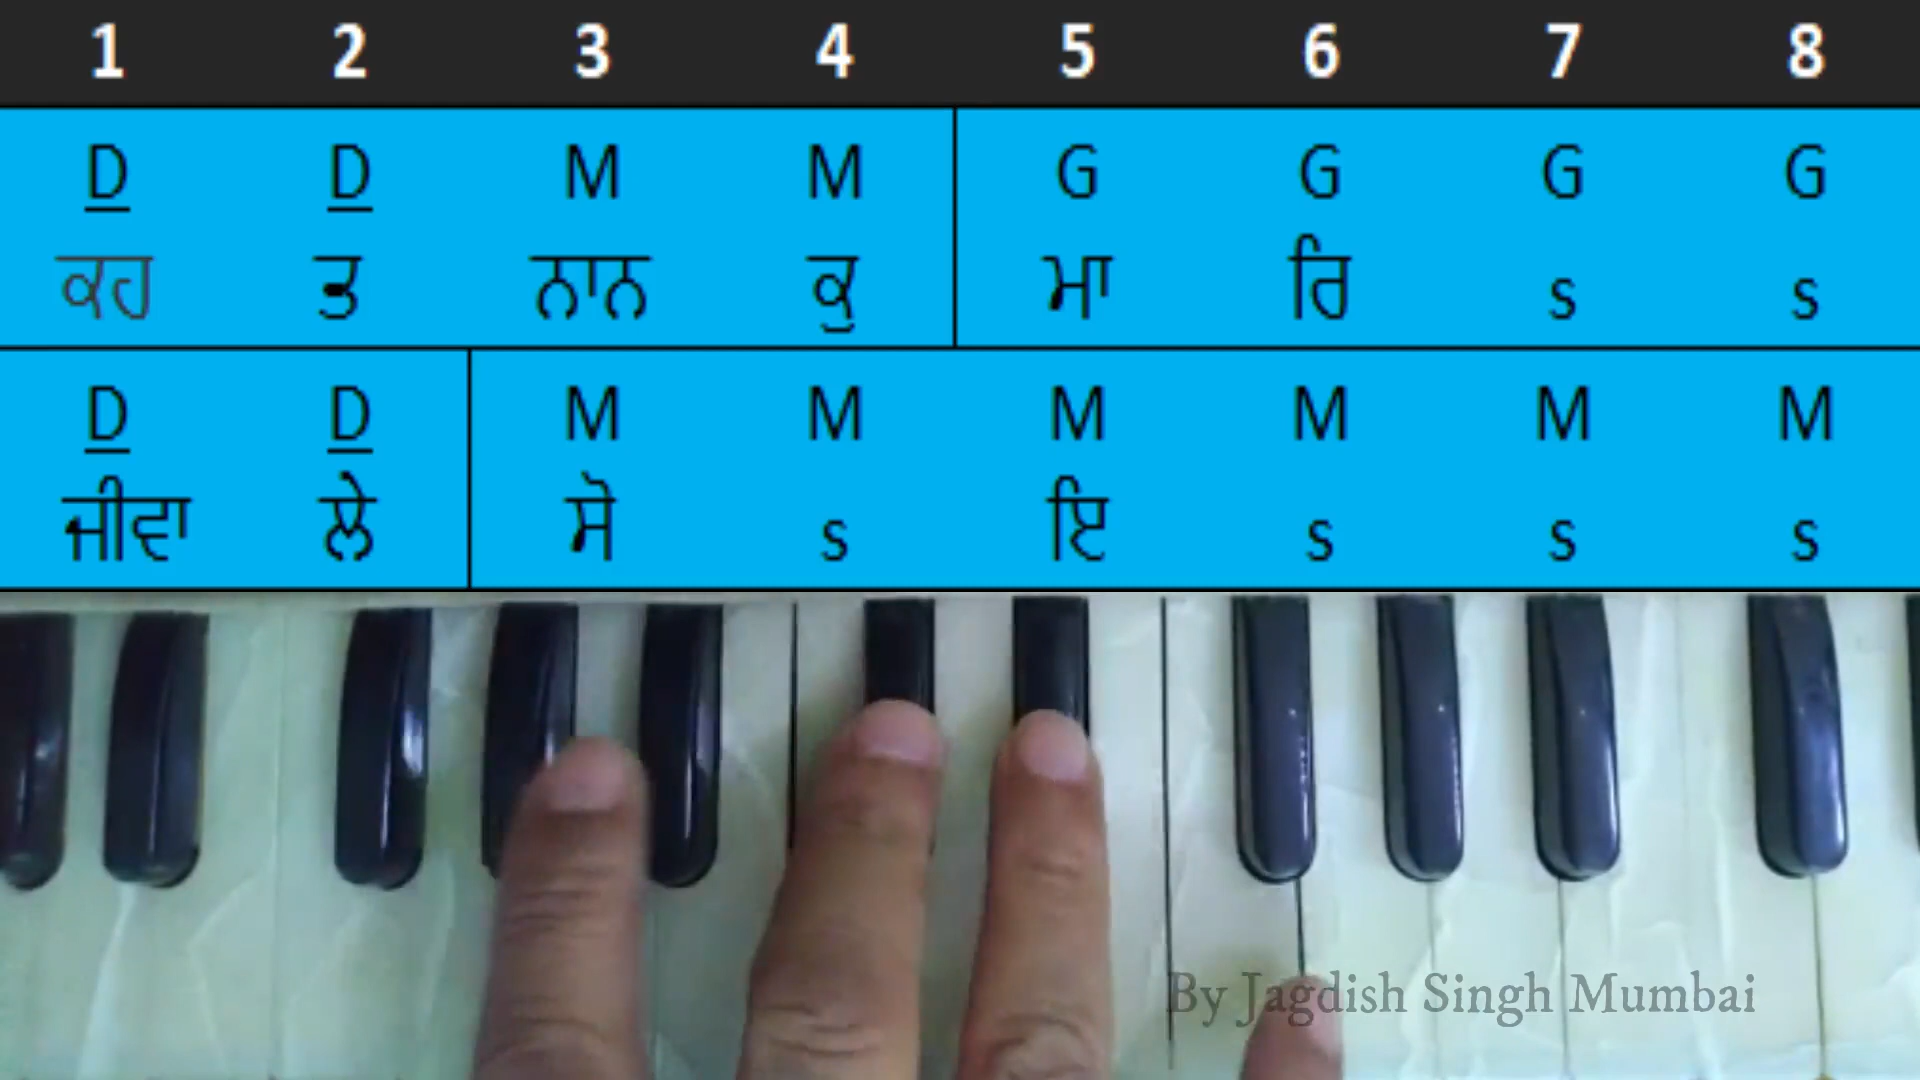 1 2 3 4 5 6 7 8
D D M M G G G G
ਕਹ ਤ ਨਾਨ ਕੁ ਮਾ ਰਿ s s
D D M M M M M M
ਜੀਵਾ ਲੇ ਸੋ s ਇ s s s
By Jagdish Singh Mumbai